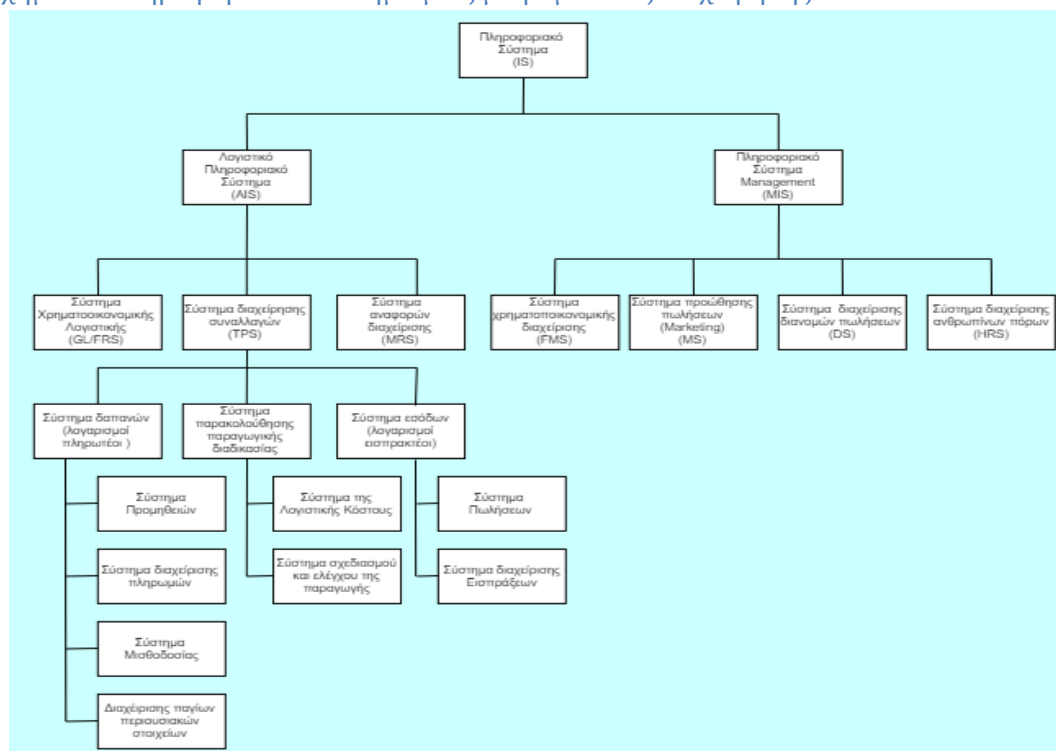 Πληροφοριακό
Σύστημα
(IS)
Λογιστικό
Πληροφοριακό
Σύστημα
(AIS)
Πληροφοριακό
Σύστημα
Management
(MIS)
Σύστημα
Χρηματοοικονομικής
Λογιστικής
(GL/FRS)
Σύστημα διαχείρησης
συναλλαγών
(TPS)
Σύστημα
αναφορών
διαχείρισης
(MRS)
Σύστημα
χρηματοποικονομικής
διαχείρισης
(FMS)
Σύστημα προώθησης
πωλήσεων
(Marketing)
(MS)
Σύστημα διαχείρισης
διανομών πωλήσεων
(DS)
Σύστημα διαχείρισης
ανθρωπίνων πόρων
(HRS)
Σύστημα δαπανών
(λογαρισμοί
πληρωτέοι )
Σύστημα
παρακολούθησης
παραγωγικής
διαδικασίας
Σύστημα εσόδων
(λογαρισμοί
εισπρακτέοι)
Σύστημα
Προμηθειών
Σύστημα της
Λογιστικής Κόστους
Σύστημα
Πωλήσεων
Σύστημα διαχείρισης
πληρωμών
Σύστημα σχεδιασμού
και ελέγχου της
παραγωγής
Σύστημα διαχείρισης
Εισπράξεων
Σύστημα
Μισθοδοσίας
Διαχέιρισης παγίων
περιουσιακών
στοιχείων